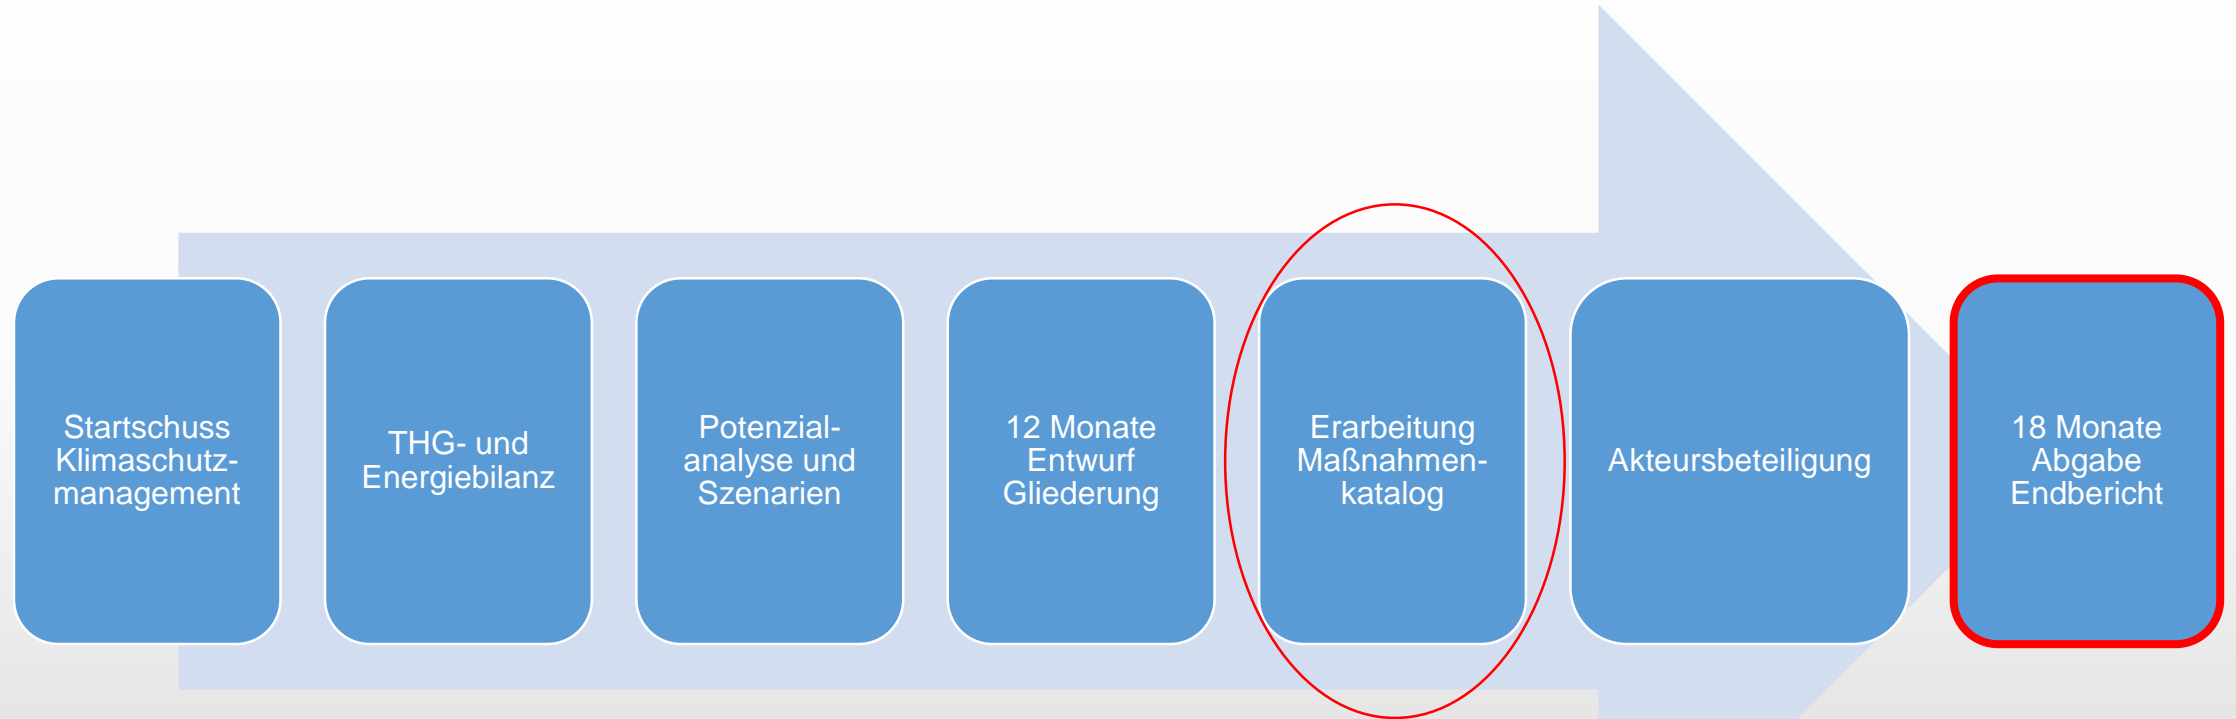 Startschuss
Klimaschutz-
management
THG- und
Energiebilanz
Potenzial-
analyse und
Szenarien
12 Monate
Entwurf
Gliederung
Erarbeitung
Maßnahmen-
katalog
Akteursbeteiligung
18 Monate
Abgabe
Endbericht